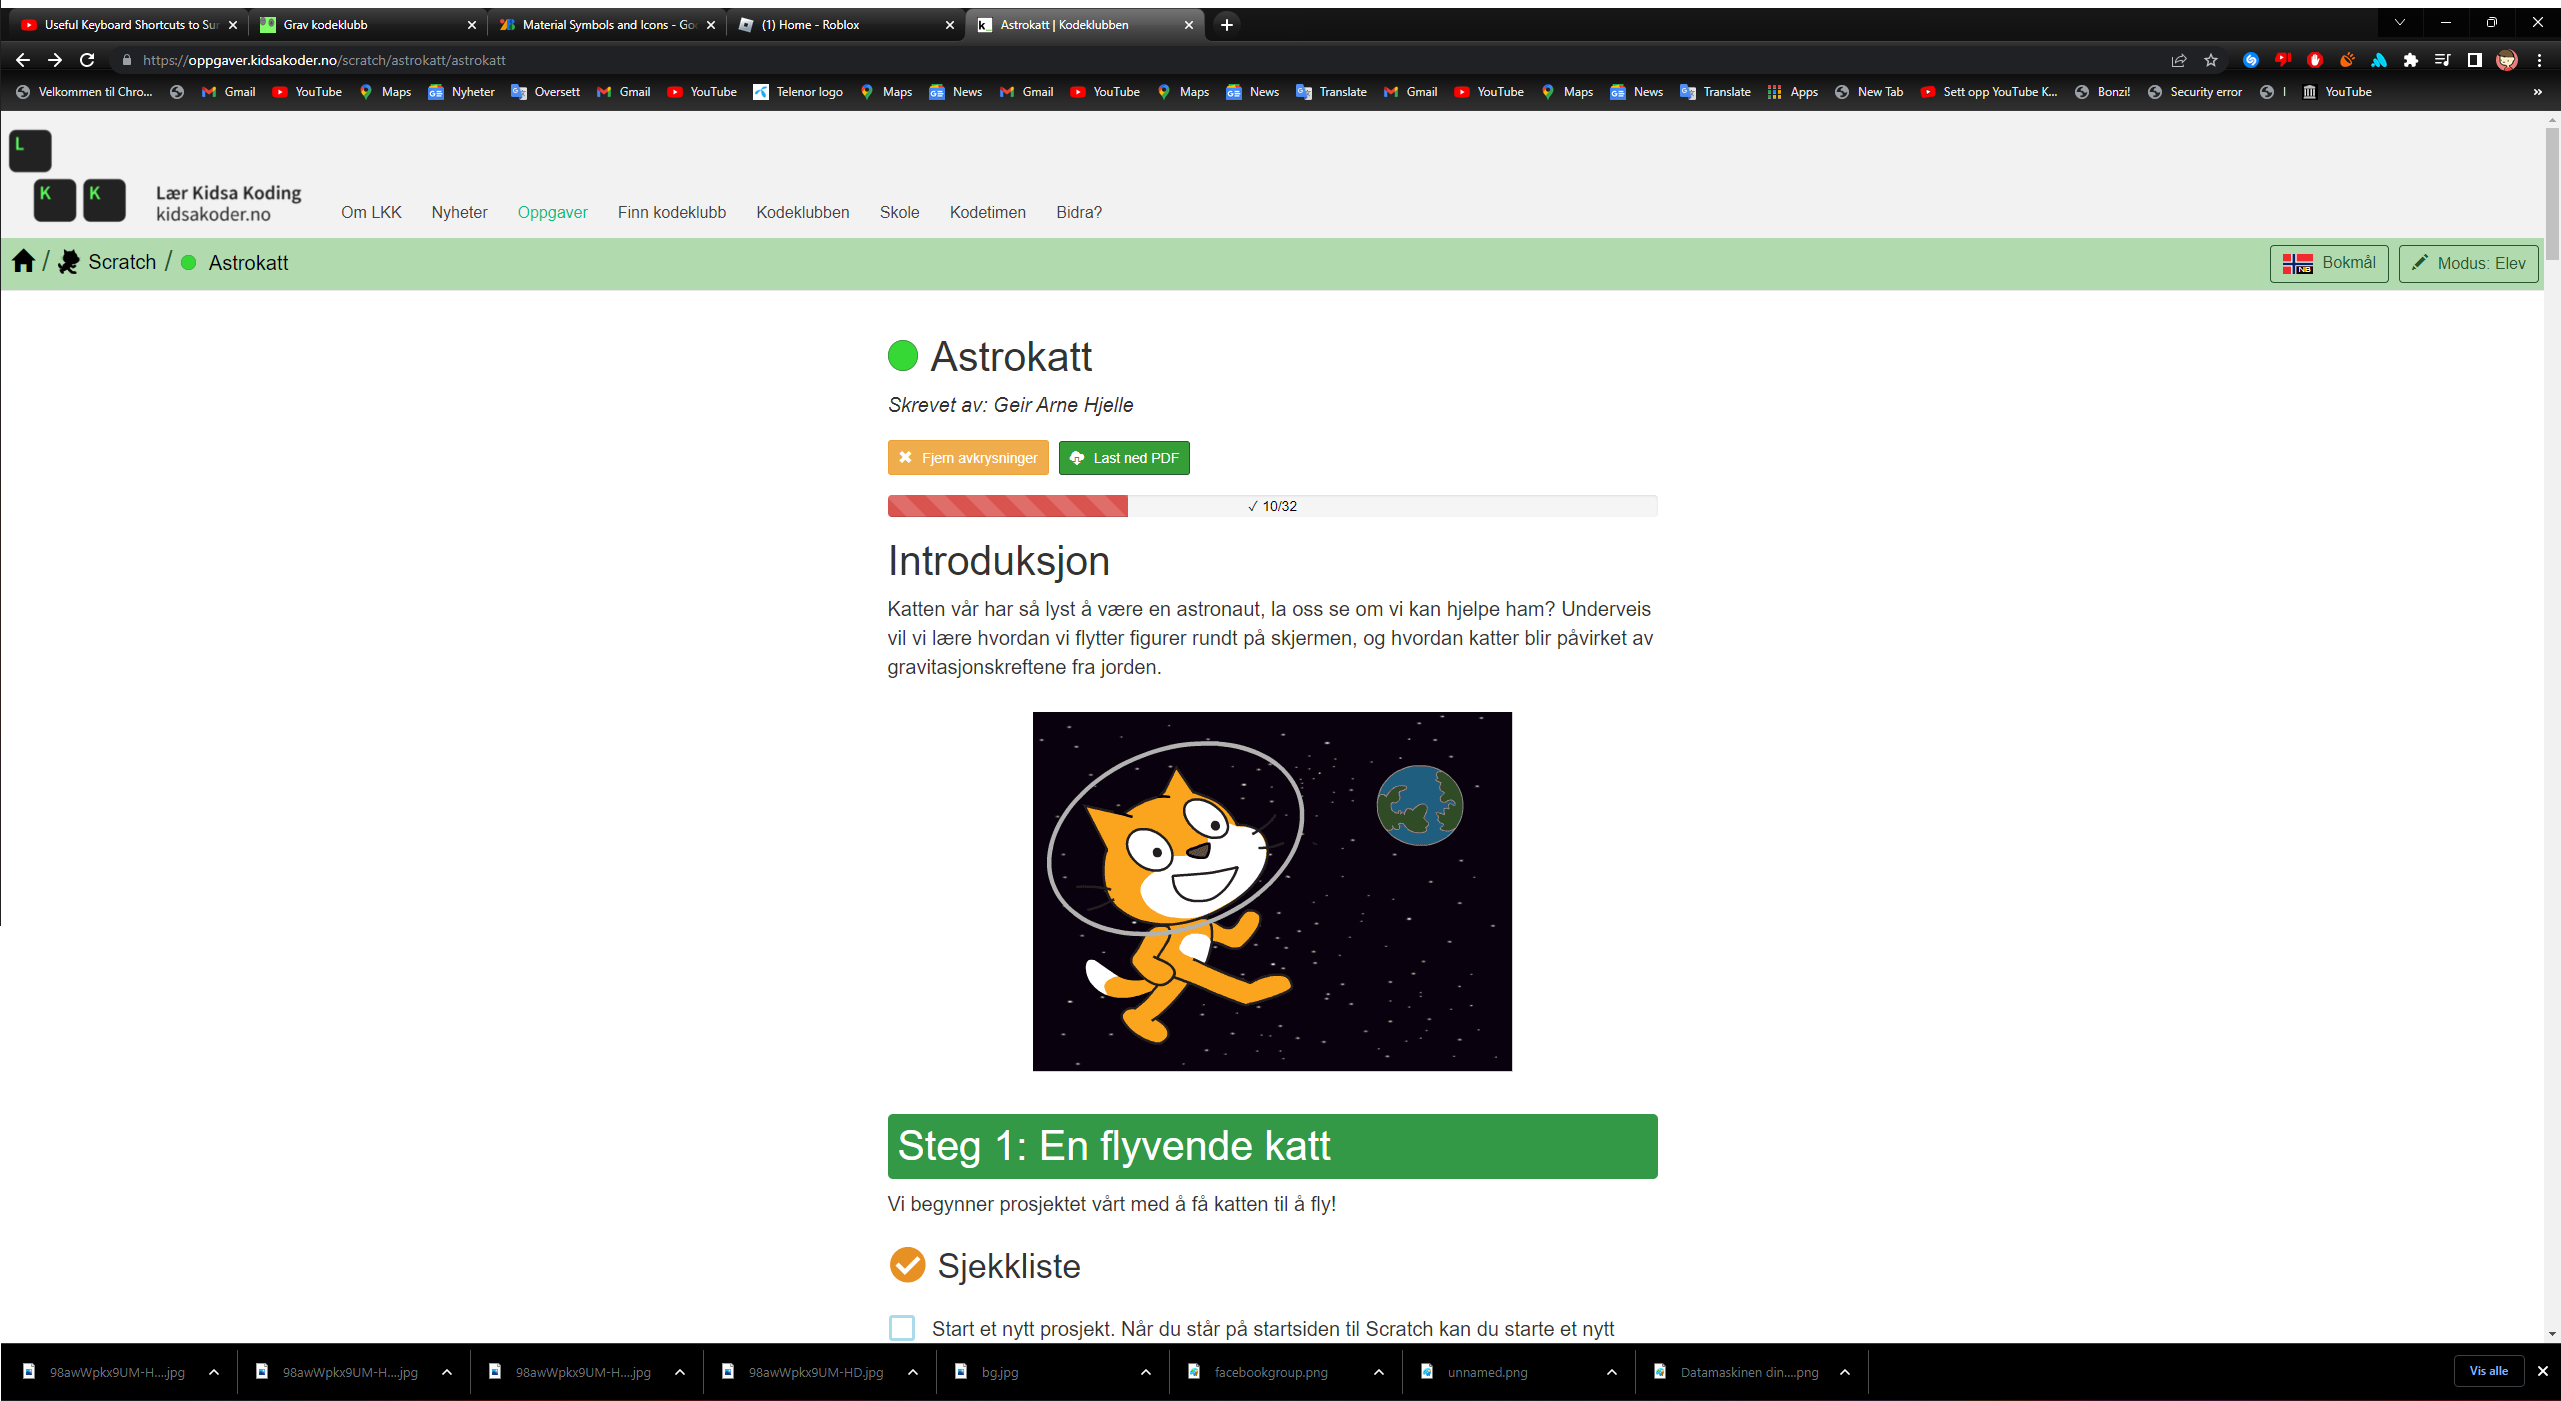 Useful Keyboard Shortcuts to Sur
Grav kodeklubb
Material Symbols and Icons - Goo
(1) Home - Roblox
Astrokatt | Kodeklubben
https://oppgaver.kidsakoder.no/scratch/astrokatt/astrokatt
Velkommen til Chro... Gmail YouTube Maps Nyheter Oversett Gmail YouTube Telenor logo Maps News Gmail YouTube Maps News Translate Gmail YouTube Maps News Translate Apps New Tab Sett opp YouTube K... Bonzi! Security error I YouTube »
L
K K
Lær Kidsa Koding
kidsakoder.no
Om LKK Nyheter Oppgaver Finn kodeklubb Kodeklubben Skole Kodetimen Bidra?
/ Scratch / Astrokatt
NB Bokmål Modus: Elev
Astrokatt
Skrevet av: Geir Arne Hjelle
Fjern avkrysninger Last ned PDF
✓ 10/32
Introduksjon
Katten vår har så lyst å være en astronaut, la oss se om vi kan hjelpe ham? Underveis
vil vi lære hvordan vi flytter figurer rundt på skjermen, og hvordan katter blir påvirket av
gravitasjonskreftene fra jorden.
Steg 1: En flyvende katt
Vi begynner prosjektet vårt med å få katten til å fly!
Sjekkliste
Start et nytt prosjekt. Når du står på startsiden til Scratch kan du starte et nytt
98awWpkx9UM-H....jpg 98awWpkx9UM-H....jpg 98awWpkx9UM-H....jpg 98awWpkx9UM-HD.jpg bg.jpg facebookgroup.png unnamed.png Datamaskinen din....png Vis alle